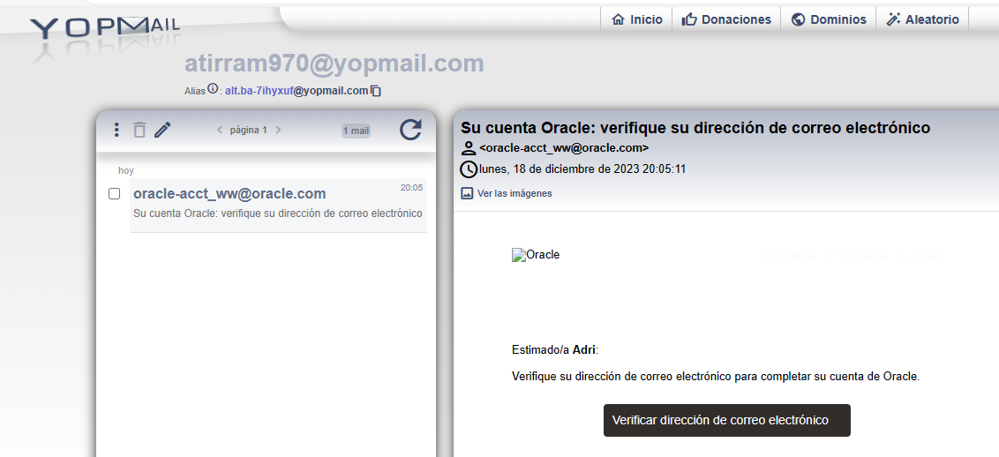 YOPMAIL
Inicio
Donaciones
Dominios
Aleatorio
atirram970@yopmail.com
Alias : alt.ba-7ihyxuf@yopmail.com
página 1
1 mail
hoy
oracle-acct_ww@oracle.com
20:05
Su cuenta Oracle: verifique su dirección de correo electrónico
Su cuenta Oracle: verifique su dirección de correo electrónico
<oracle-acct_ww@oracle.com>
lunes, 18 de diciembre de 2023 20:05:11
Ver las imágenes
Oracle
Estimado/a Adri:
Verifique su dirección de correo electrónico para completar su cuenta de Oracle.
Verificar dirección de correo electrónico